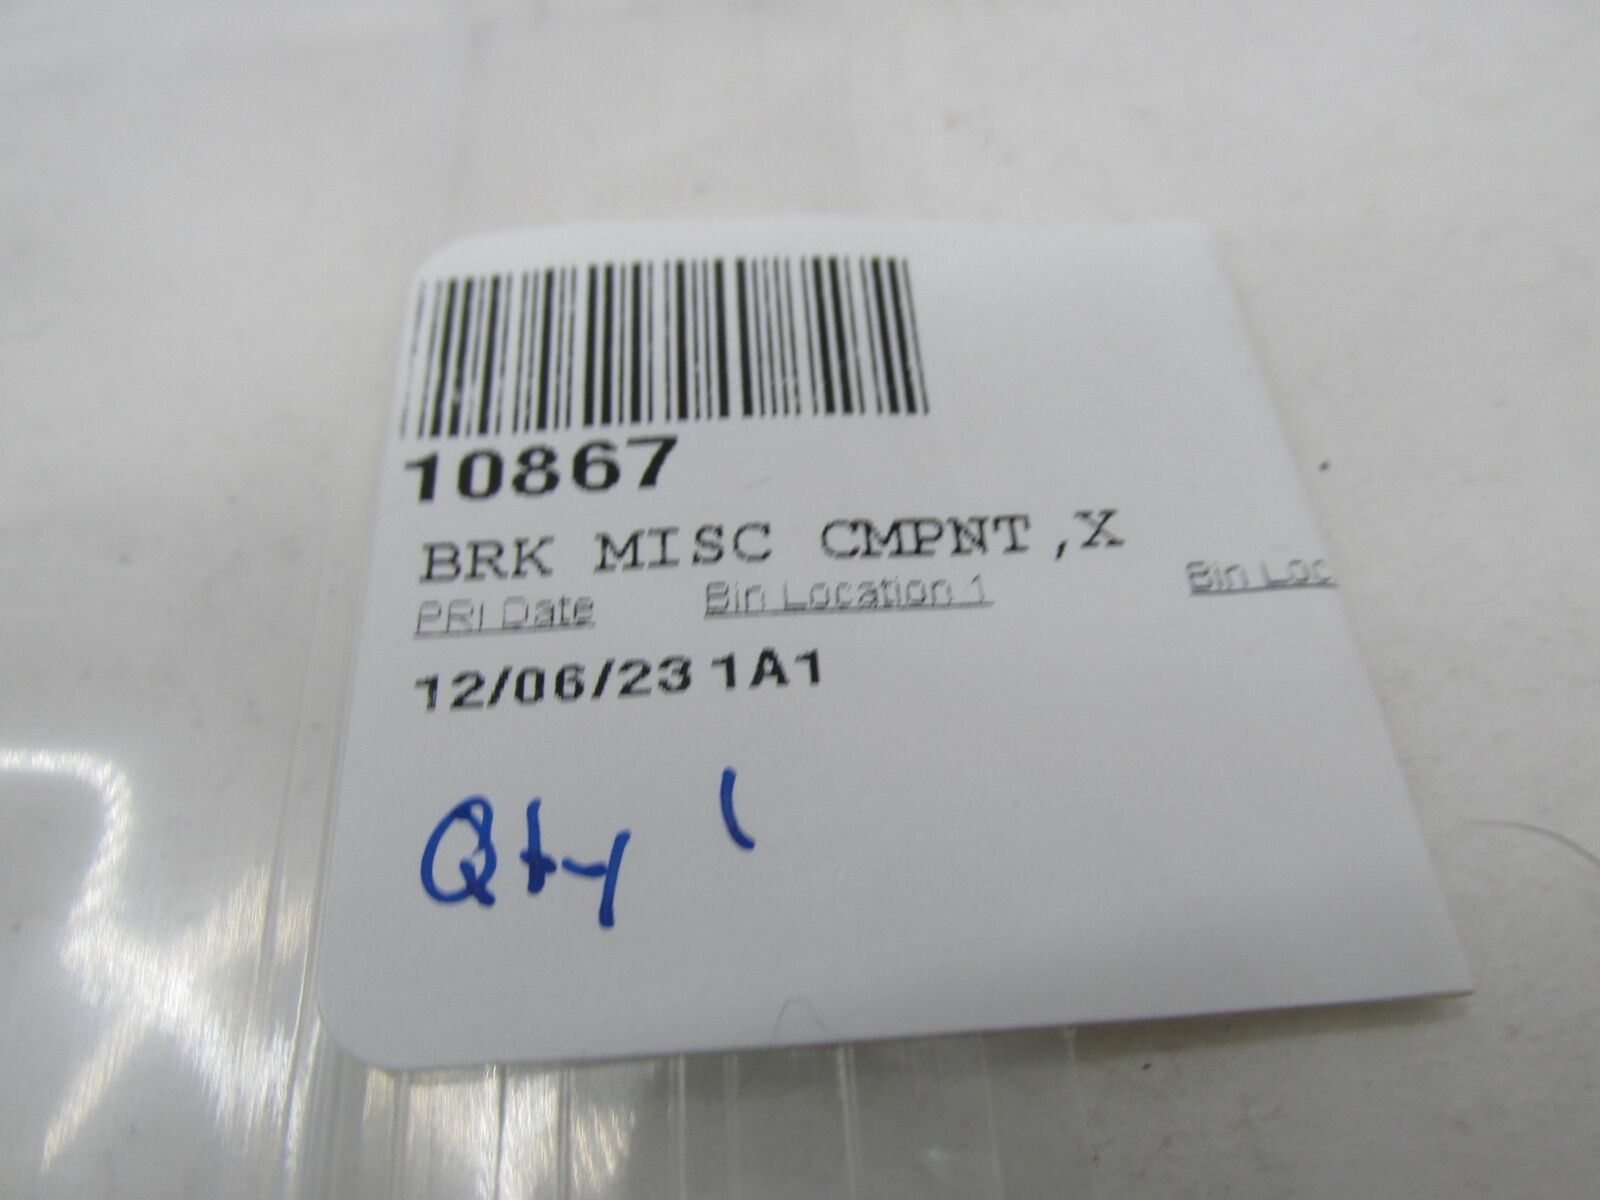 10867
BRK MISC CMPNT ,X
PRI Date Bin Location 1 Bin Loc
12/06/23 1A1
Qty 1